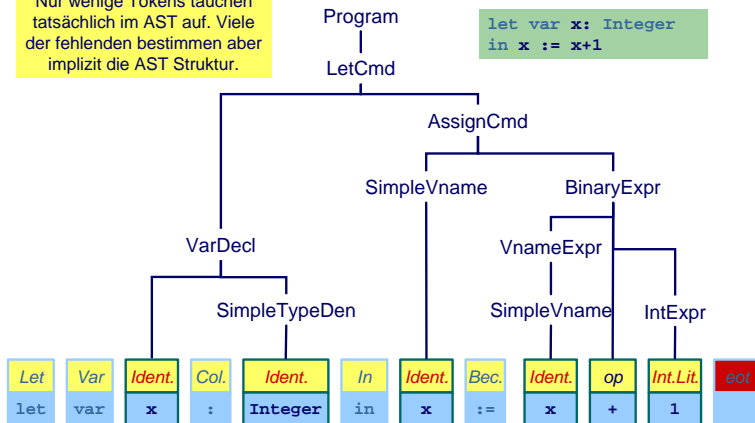 Nur wenige Tokens tauchen
tatsächlich im AST auf. Viele
der fehlenden bestimmen aber
implizit die AST Struktur.
Program
let var x: Integer
in x := x+1
LetCmd
AssignCmd
SimpleVname BinaryExpr
VarDecl VnameExpr
SimpleTypeDen SimpleVname IntExpr
Let Var Ident. Col. Ident. In Ident. Bec. Ident. op Int.Lit. eot
let var x : Integer in x := x + 1